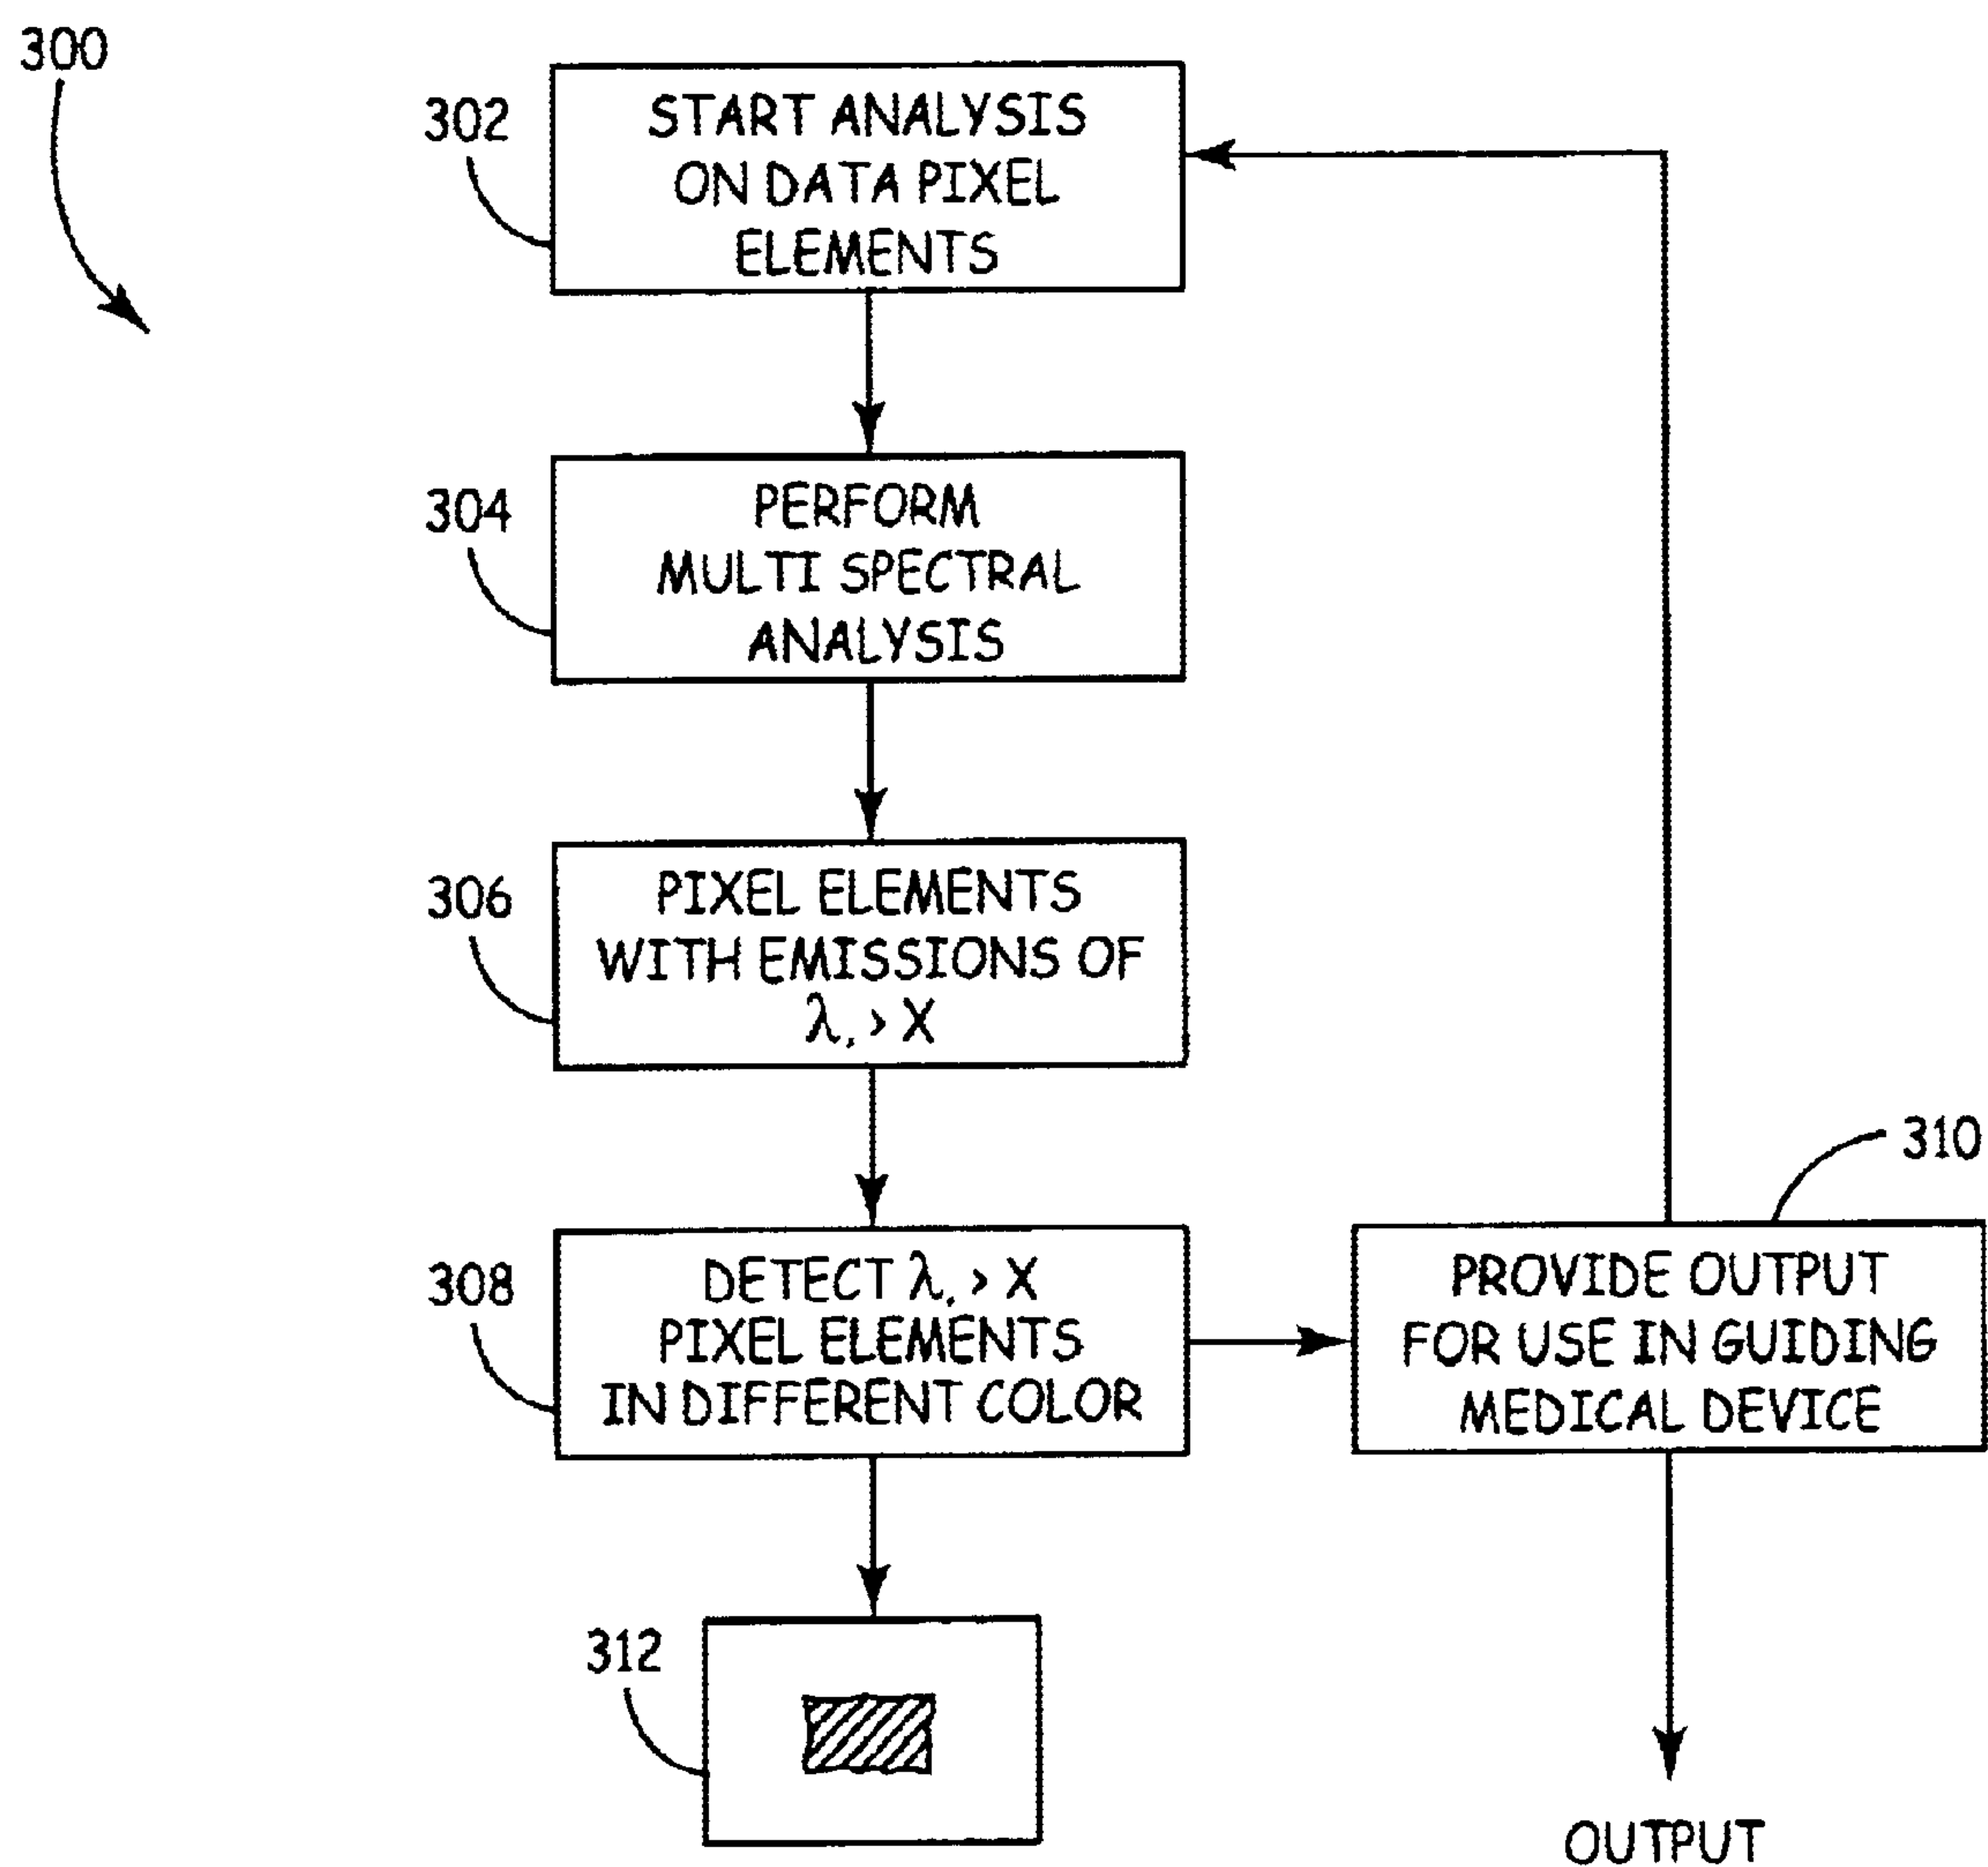 300
302
START ANALYSIS
ON DATA PIXEL
ELEMENTS
304
PERFORM
MULTI SPECTRAL
ANALYSIS
306
PIXEL ELEMENTS
WITH EMISSIONS OF
λ, > X
308
DETECT λ, > X
PIXEL ELEMENTS
IN DIFFERENT COLOR
310
PROVIDE OUTPUT
FOR USE IN GUIDING
MEDICAL DEVICE
312
OUTPUT